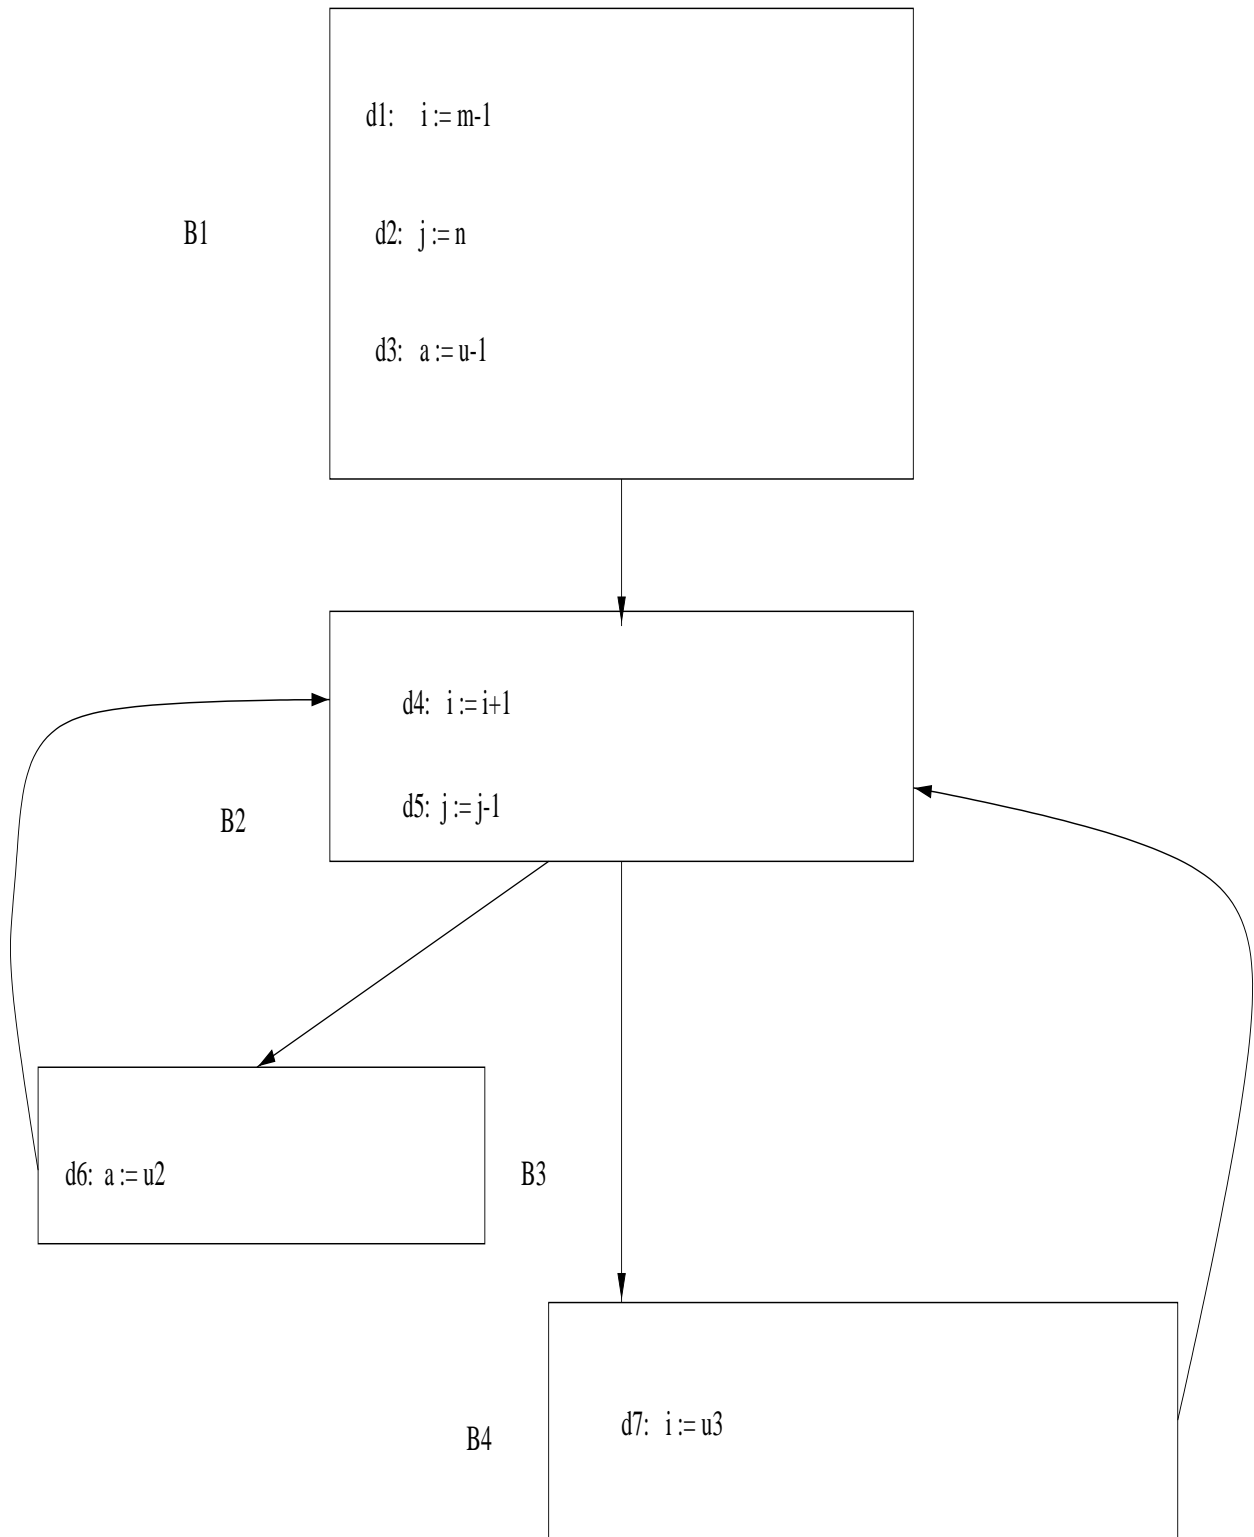 d1: i := m-1
B1
d2: j := n
d3: a := u-1
d4: i := i+1
d5: j := j-1
B2
d6: a := u2
B3
d7: i := u3
B4